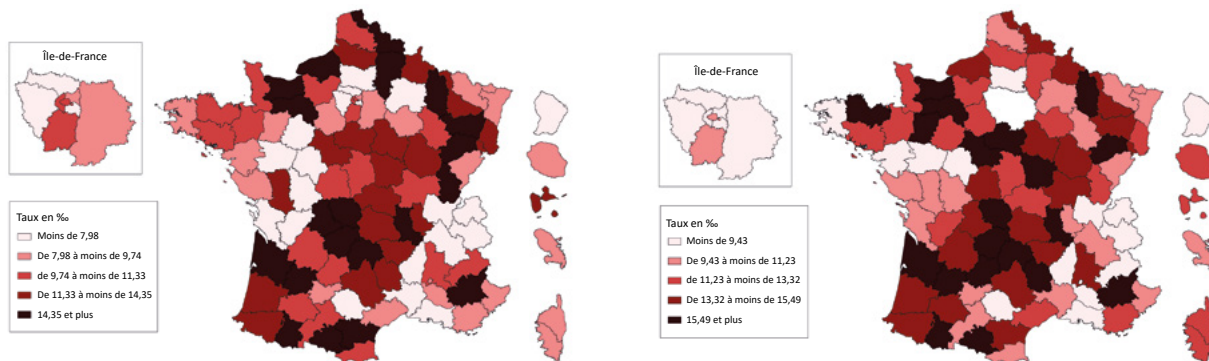 Île-de-France
Taux en ‰
Moins de 7,98
De 7,98 à moins de 9,74
de 9,74 à moins de 11,33
De 11,33 à moins de 14,35
14,35 et plus
Île-de-France
Taux en ‰
Moins de 9,43
De 9,43 à moins de 11,23
de 11,23 à moins de 13,32
De 13,32 à moins de 15,49
15,49 et plus